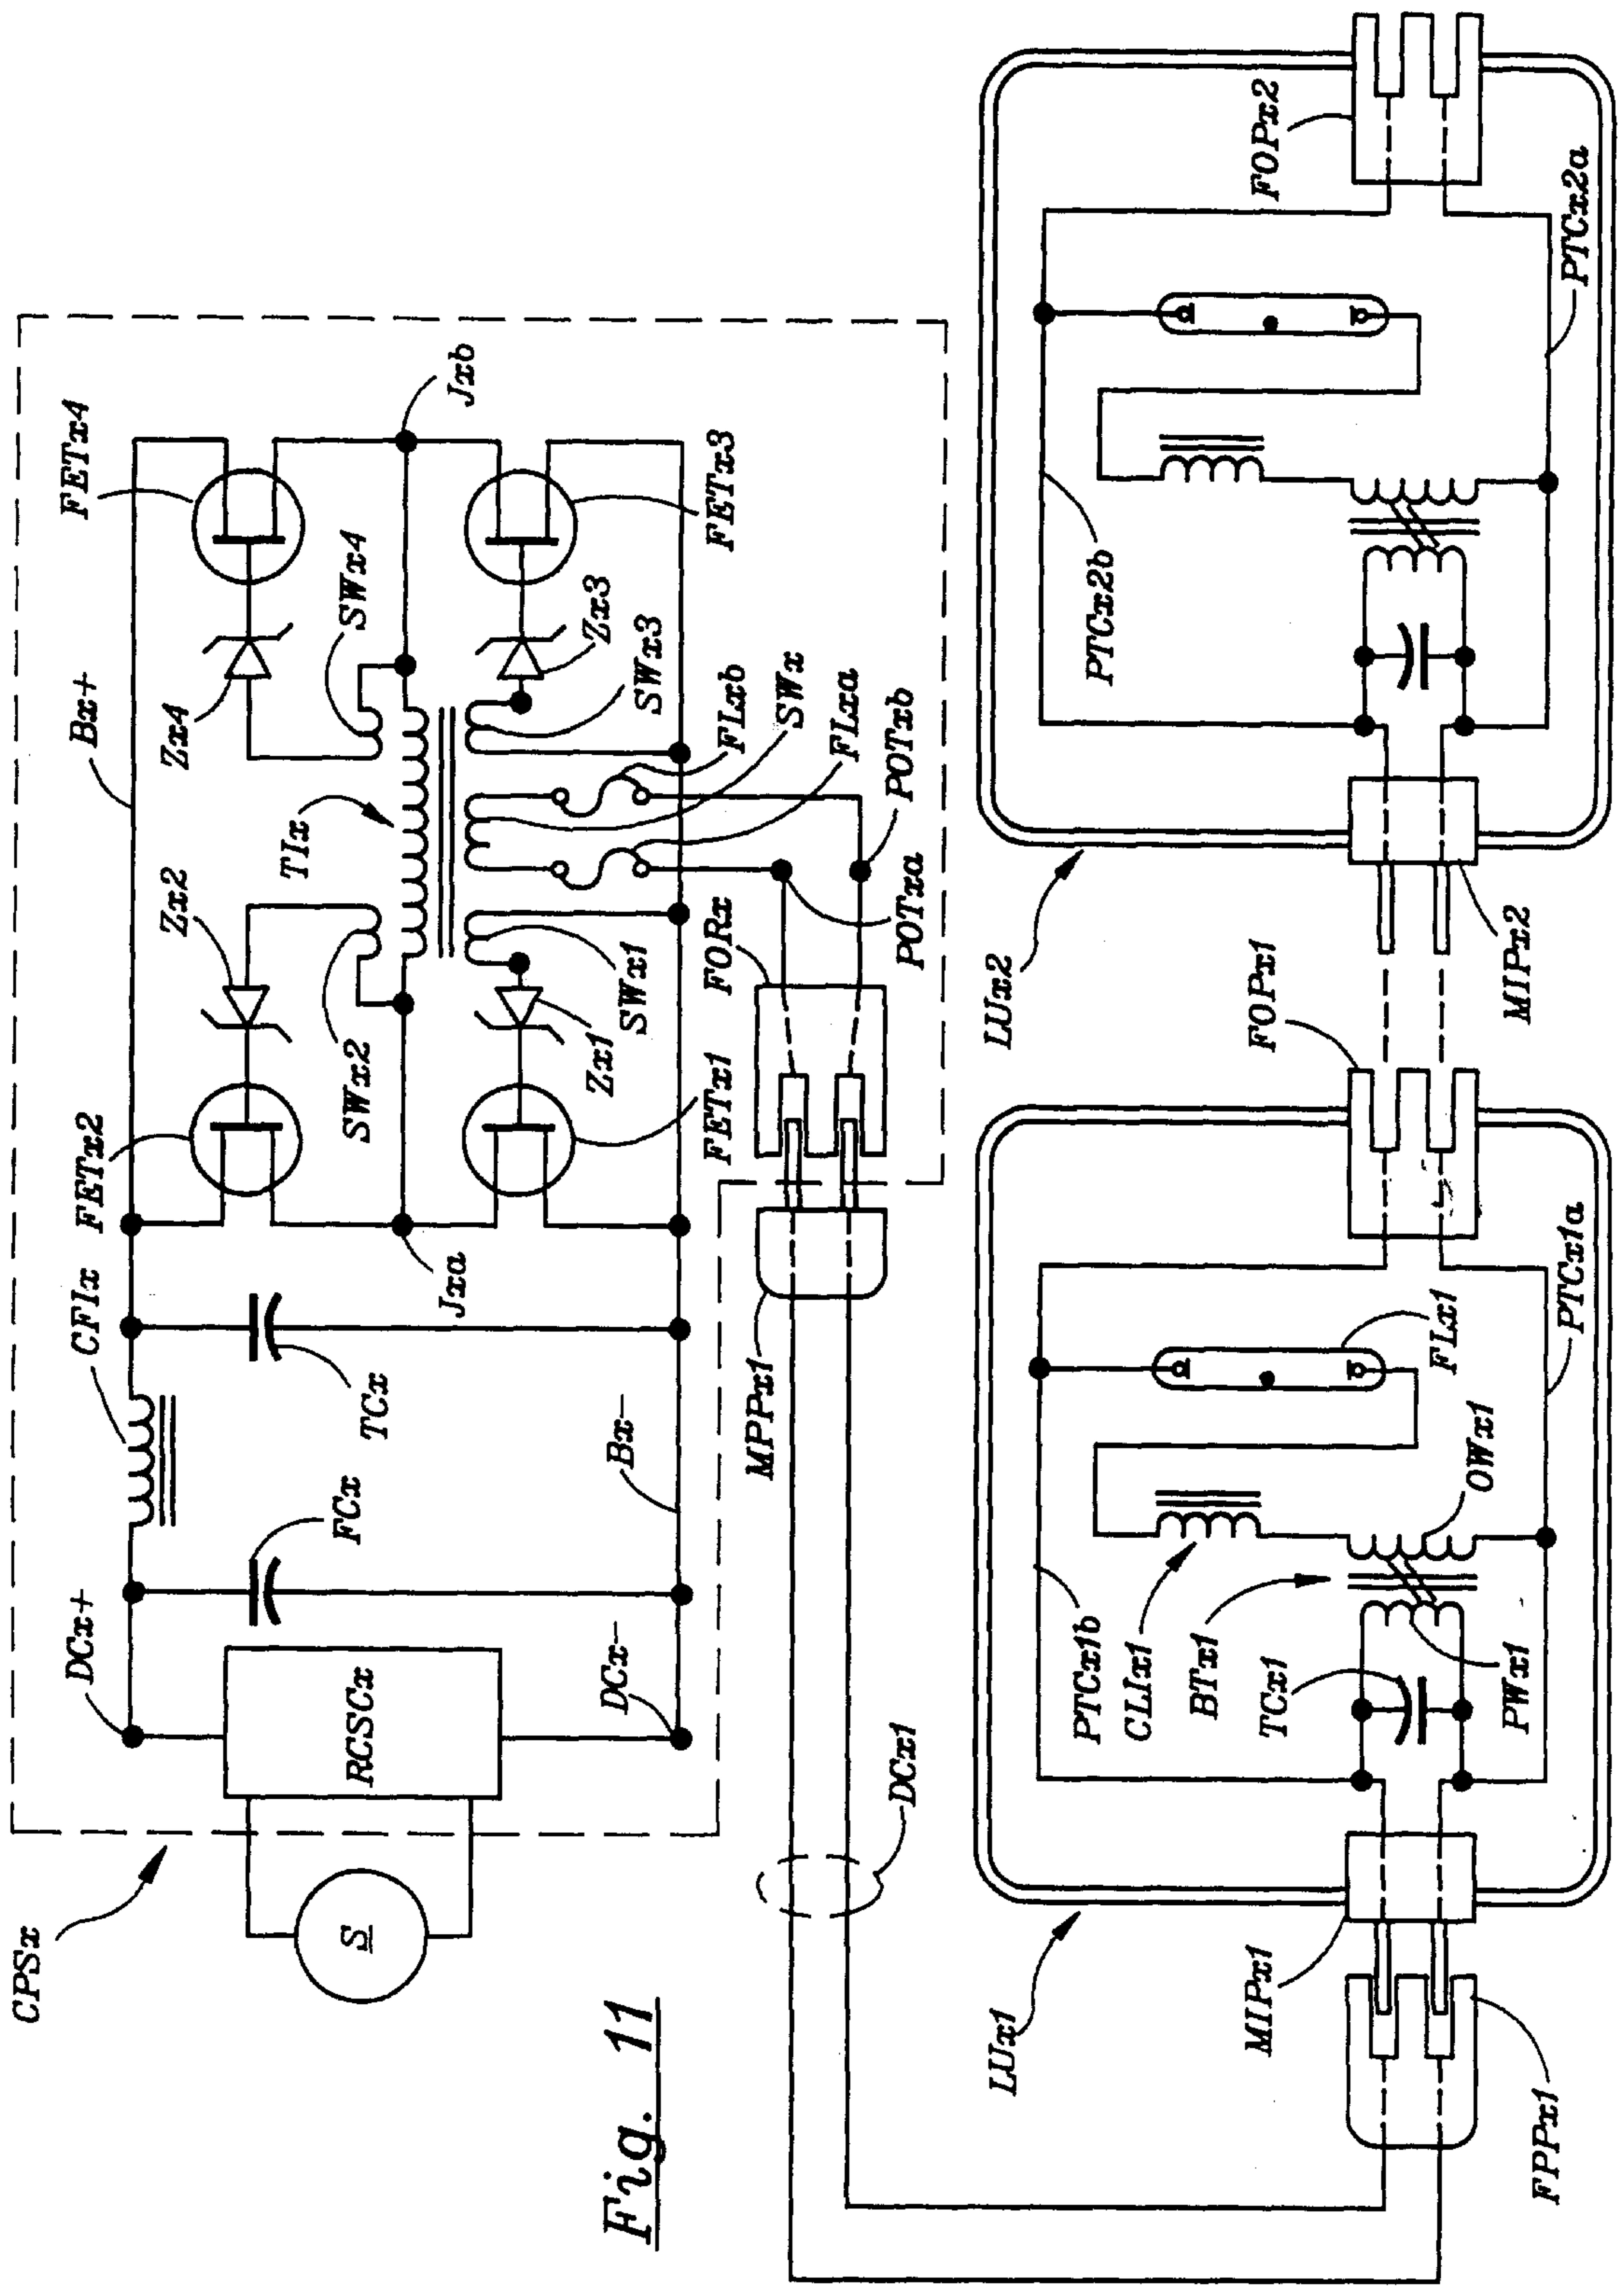 Fig. 11
CPSx
S
RCSCx
DCx+
DCx-
FCx
CFIx
TCx
Bx-
Bx+
Jxa
FETx2
Zx2
SWx2
TIx
Zx4
SWx4
FETx4
Jxb
FETx3
Zx3
SWx3
FLxb
SWx
FLxa
POTxb
POTxa
FORx
SWx1
Zx1
FETx1
MPPx1
DCx1
LUx1
MIPx1
FPPx1
PTCx1b
CLIx1
BTx1
TCx1
PWx1
OWx1
FLx1
PTCx1a
FOPx1
LUx2
MIPx2
PTCx2b
FOPx2
PTCx2a